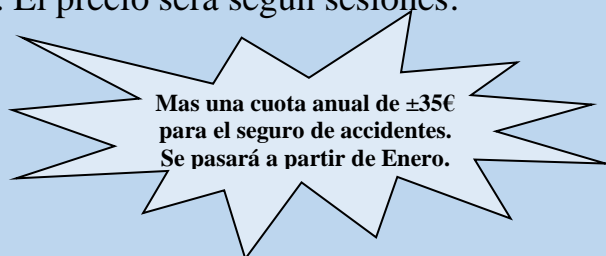 . El precio será según sesiones.
Mas una cuota anual de ±35€
para el seguro de accidentes.
Se pasará a partir de Enero.